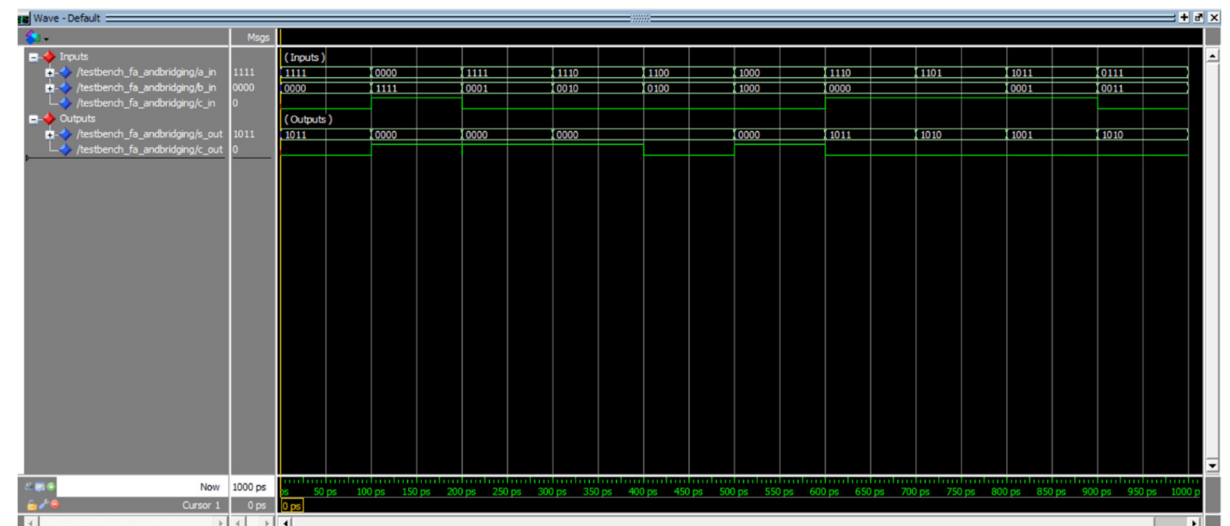 Wave - Default
Msgs
Inputs (Inputs)
/testbench_fa_andbridging/a_in 1111 1111 0000 1111 1110 1100 1000 1110 1101 1011 0111
/testbench_fa_andbridging/b_in 0000 0000 1111 0001 0010 0100 1000 0000 0001 0011
/testbench_fa_andbridging/c_in 0
Outputs (Outputs)
/testbench_fa_andbridging/s_out 1011 1011 0000 0000 0000 0000 1011 1010 1001 1010
/testbench_fa_andbridging/c_out 0
Now 1000 ps ps 50 ps 100 ps 150 ps 200 ps 250 ps 300 ps 350 ps 400 ps 450 ps 500 ps 550 ps 600 ps 650 ps 700 ps 750 ps 800 ps 850 ps 900 ps 950 ps 1000 p
Cursor 1 0 ps 0 ps